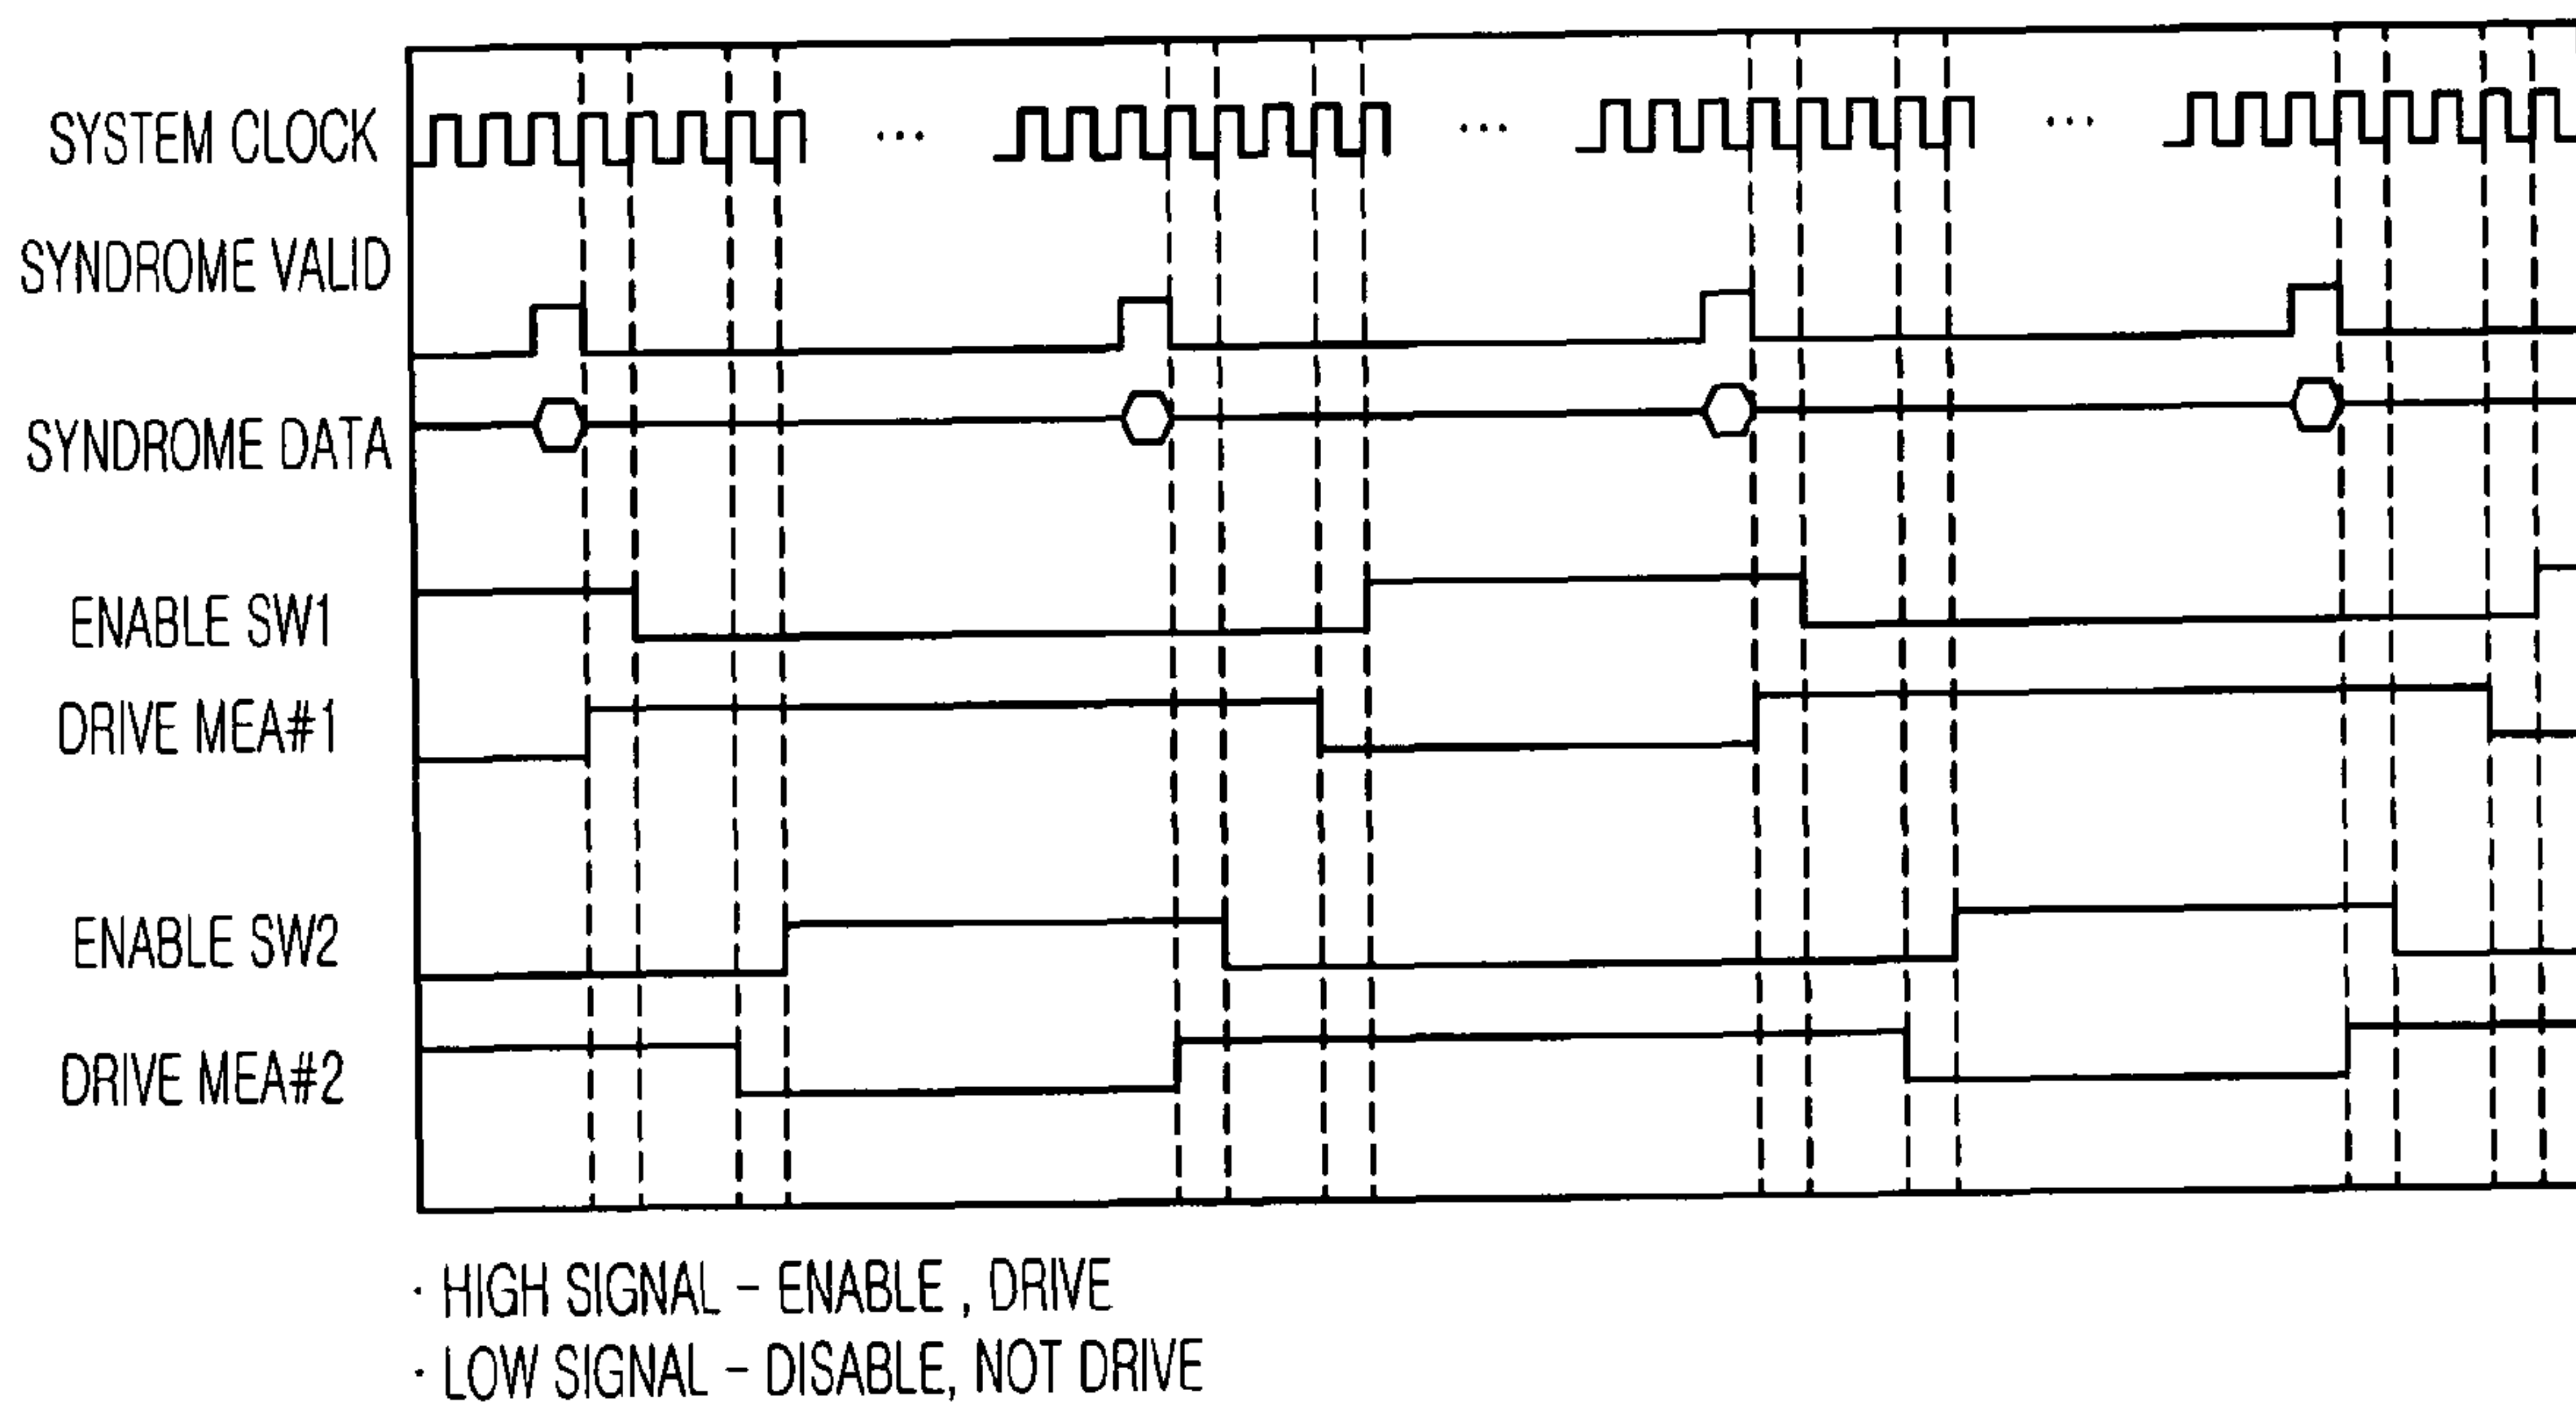 SYSTEM CLOCK
... ... ...
SYNDROME VALID
SYNDROME DATA
ENABLE SW1
DRIVE MEA#1
ENABLE SW2
DRIVE MEA#2
· HIGH SIGNAL – ENABLE , DRIVE
· LOW SIGNAL – DISABLE, NOT DRIVE